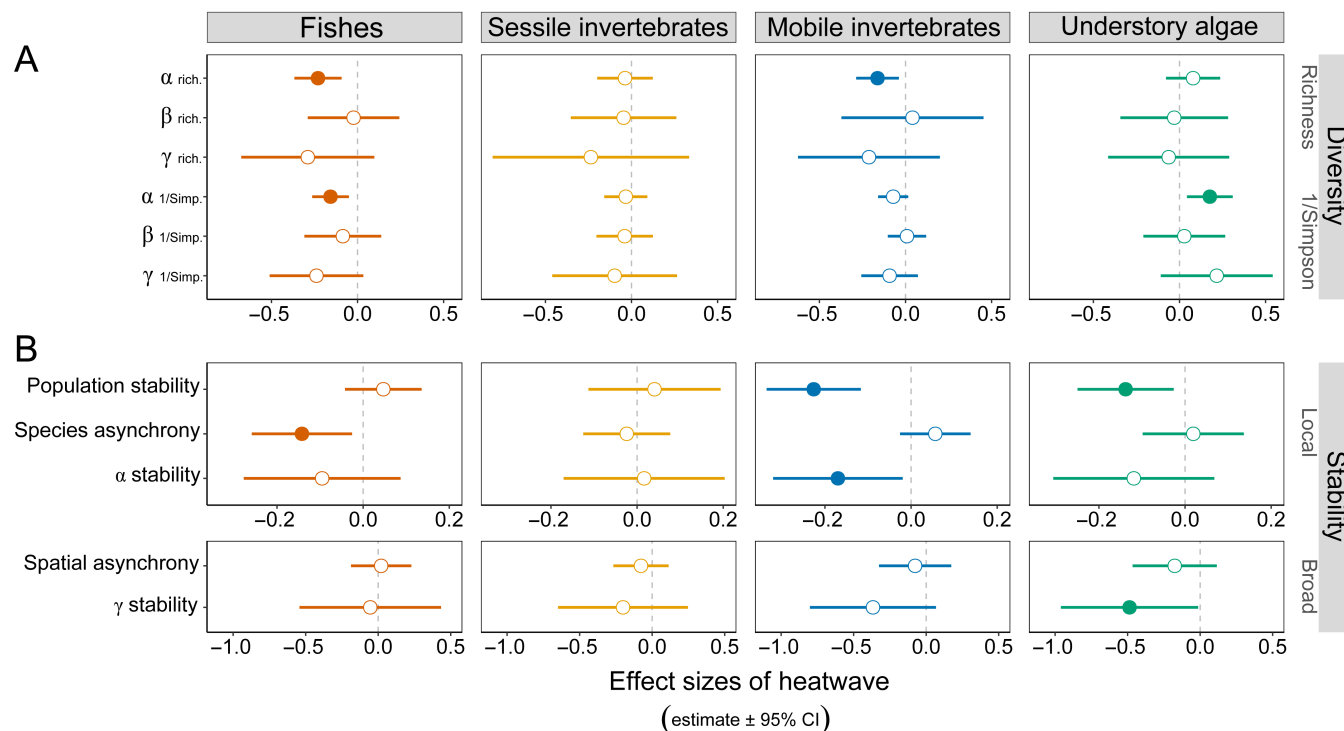 Fishes
Sessile invertebrates
Mobile invertebrates
Understory algae
A
α rich.
β rich.
γ rich.
α 1/Simp.
β 1/Simp.
γ 1/Simp.
−0.5 0.0 0.5
−0.5 0.0 0.5
−0.5 0.0 0.5
−0.5 0.0 0.5
Richness
1/Simpson
Diversity
B
Population stability
Species asynchrony
α stability
−0.2 0.0 0.2
−0.2 0.0 0.2
−0.2 0.0 0.2
−0.2 0.0 0.2
Local
Stability
Spatial asynchrony
γ stability
Broad
−1.0 −0.5 0.0 0.5
−1.0 −0.5 0.0 0.5
−1.0 −0.5 0.0 0.5
−1.0 −0.5 0.0 0.5
Effect sizes of heatwave
(estimate ± 95% CI)